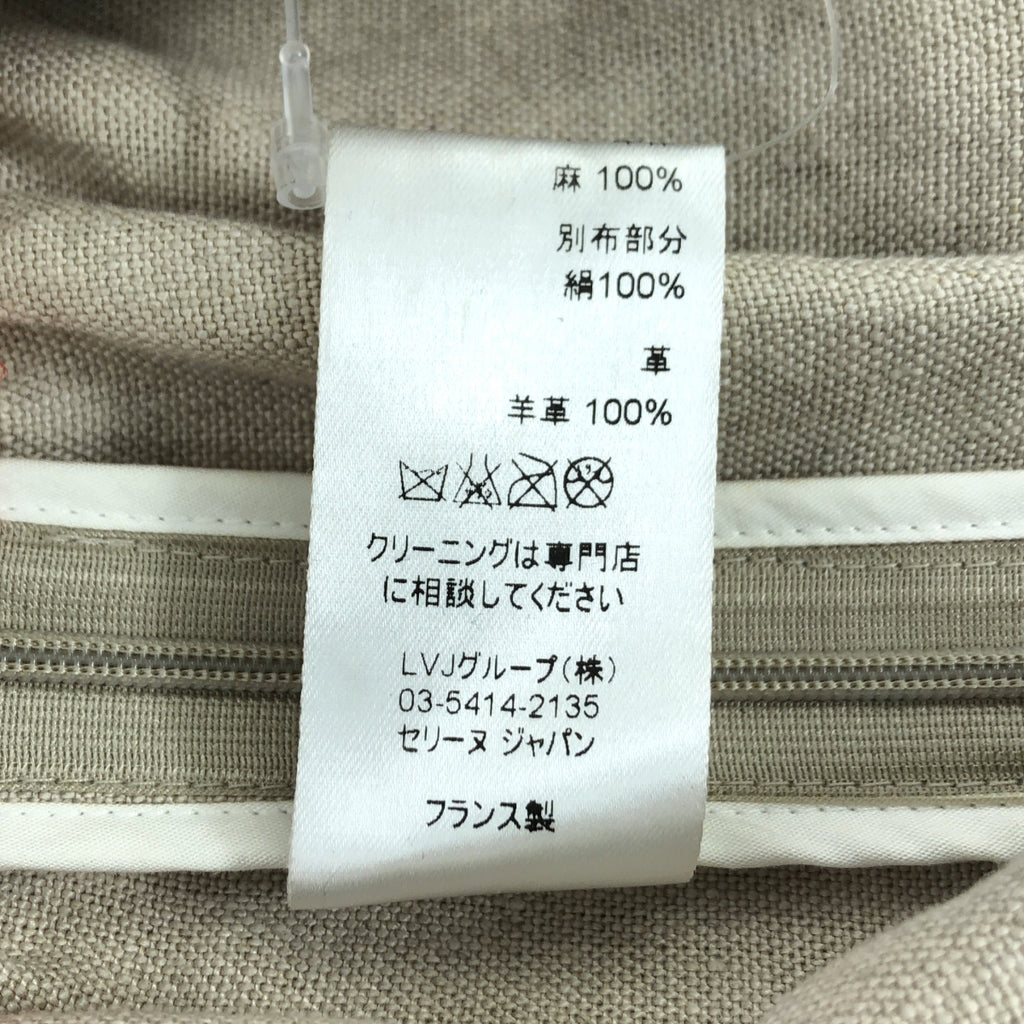 麻 100%
別布部分
絹100%
革
羊革 100%
クリーニングは専門店
に相談してください
LVJグループ(株)
03-5414-2135
セリーヌ ジャパン
フランス製